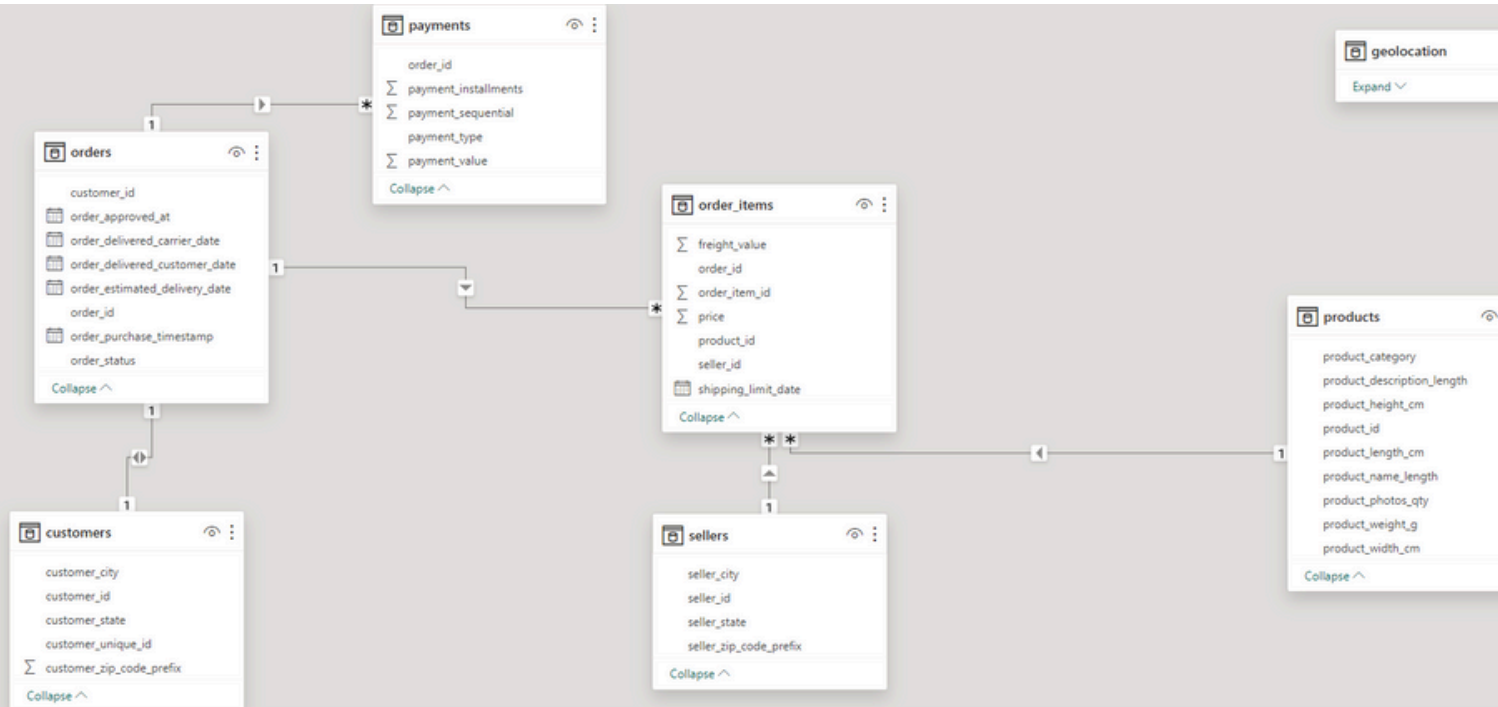 payments
order_id
payment_installments
payment_sequential
payment_type
payment_value
Collapse
geolocation
Expand
1
*
orders
customer_id
order_approved_at
order_delivered_carrier_date
order_delivered_customer_date
order_estimated_delivery_date
order_id
order_purchase_timestamp
order_status
Collapse
1
*
order_items
freight_value
order_id
order_item_id
price
product_id
seller_id
shipping_limit_date
Collapse
products
product_category
product_description_length
product_height_cm
product_id
product_length_cm
product_name_length
product_photos_qty
product_weight_g
product_width_cm
Collapse
1
1
* *
1
1
customers
customer_city
customer_id
customer_state
customer_unique_id
customer_zip_code_prefix
Collapse
sellers
seller_city
seller_id
seller_state
seller_zip_code_prefix
Collapse